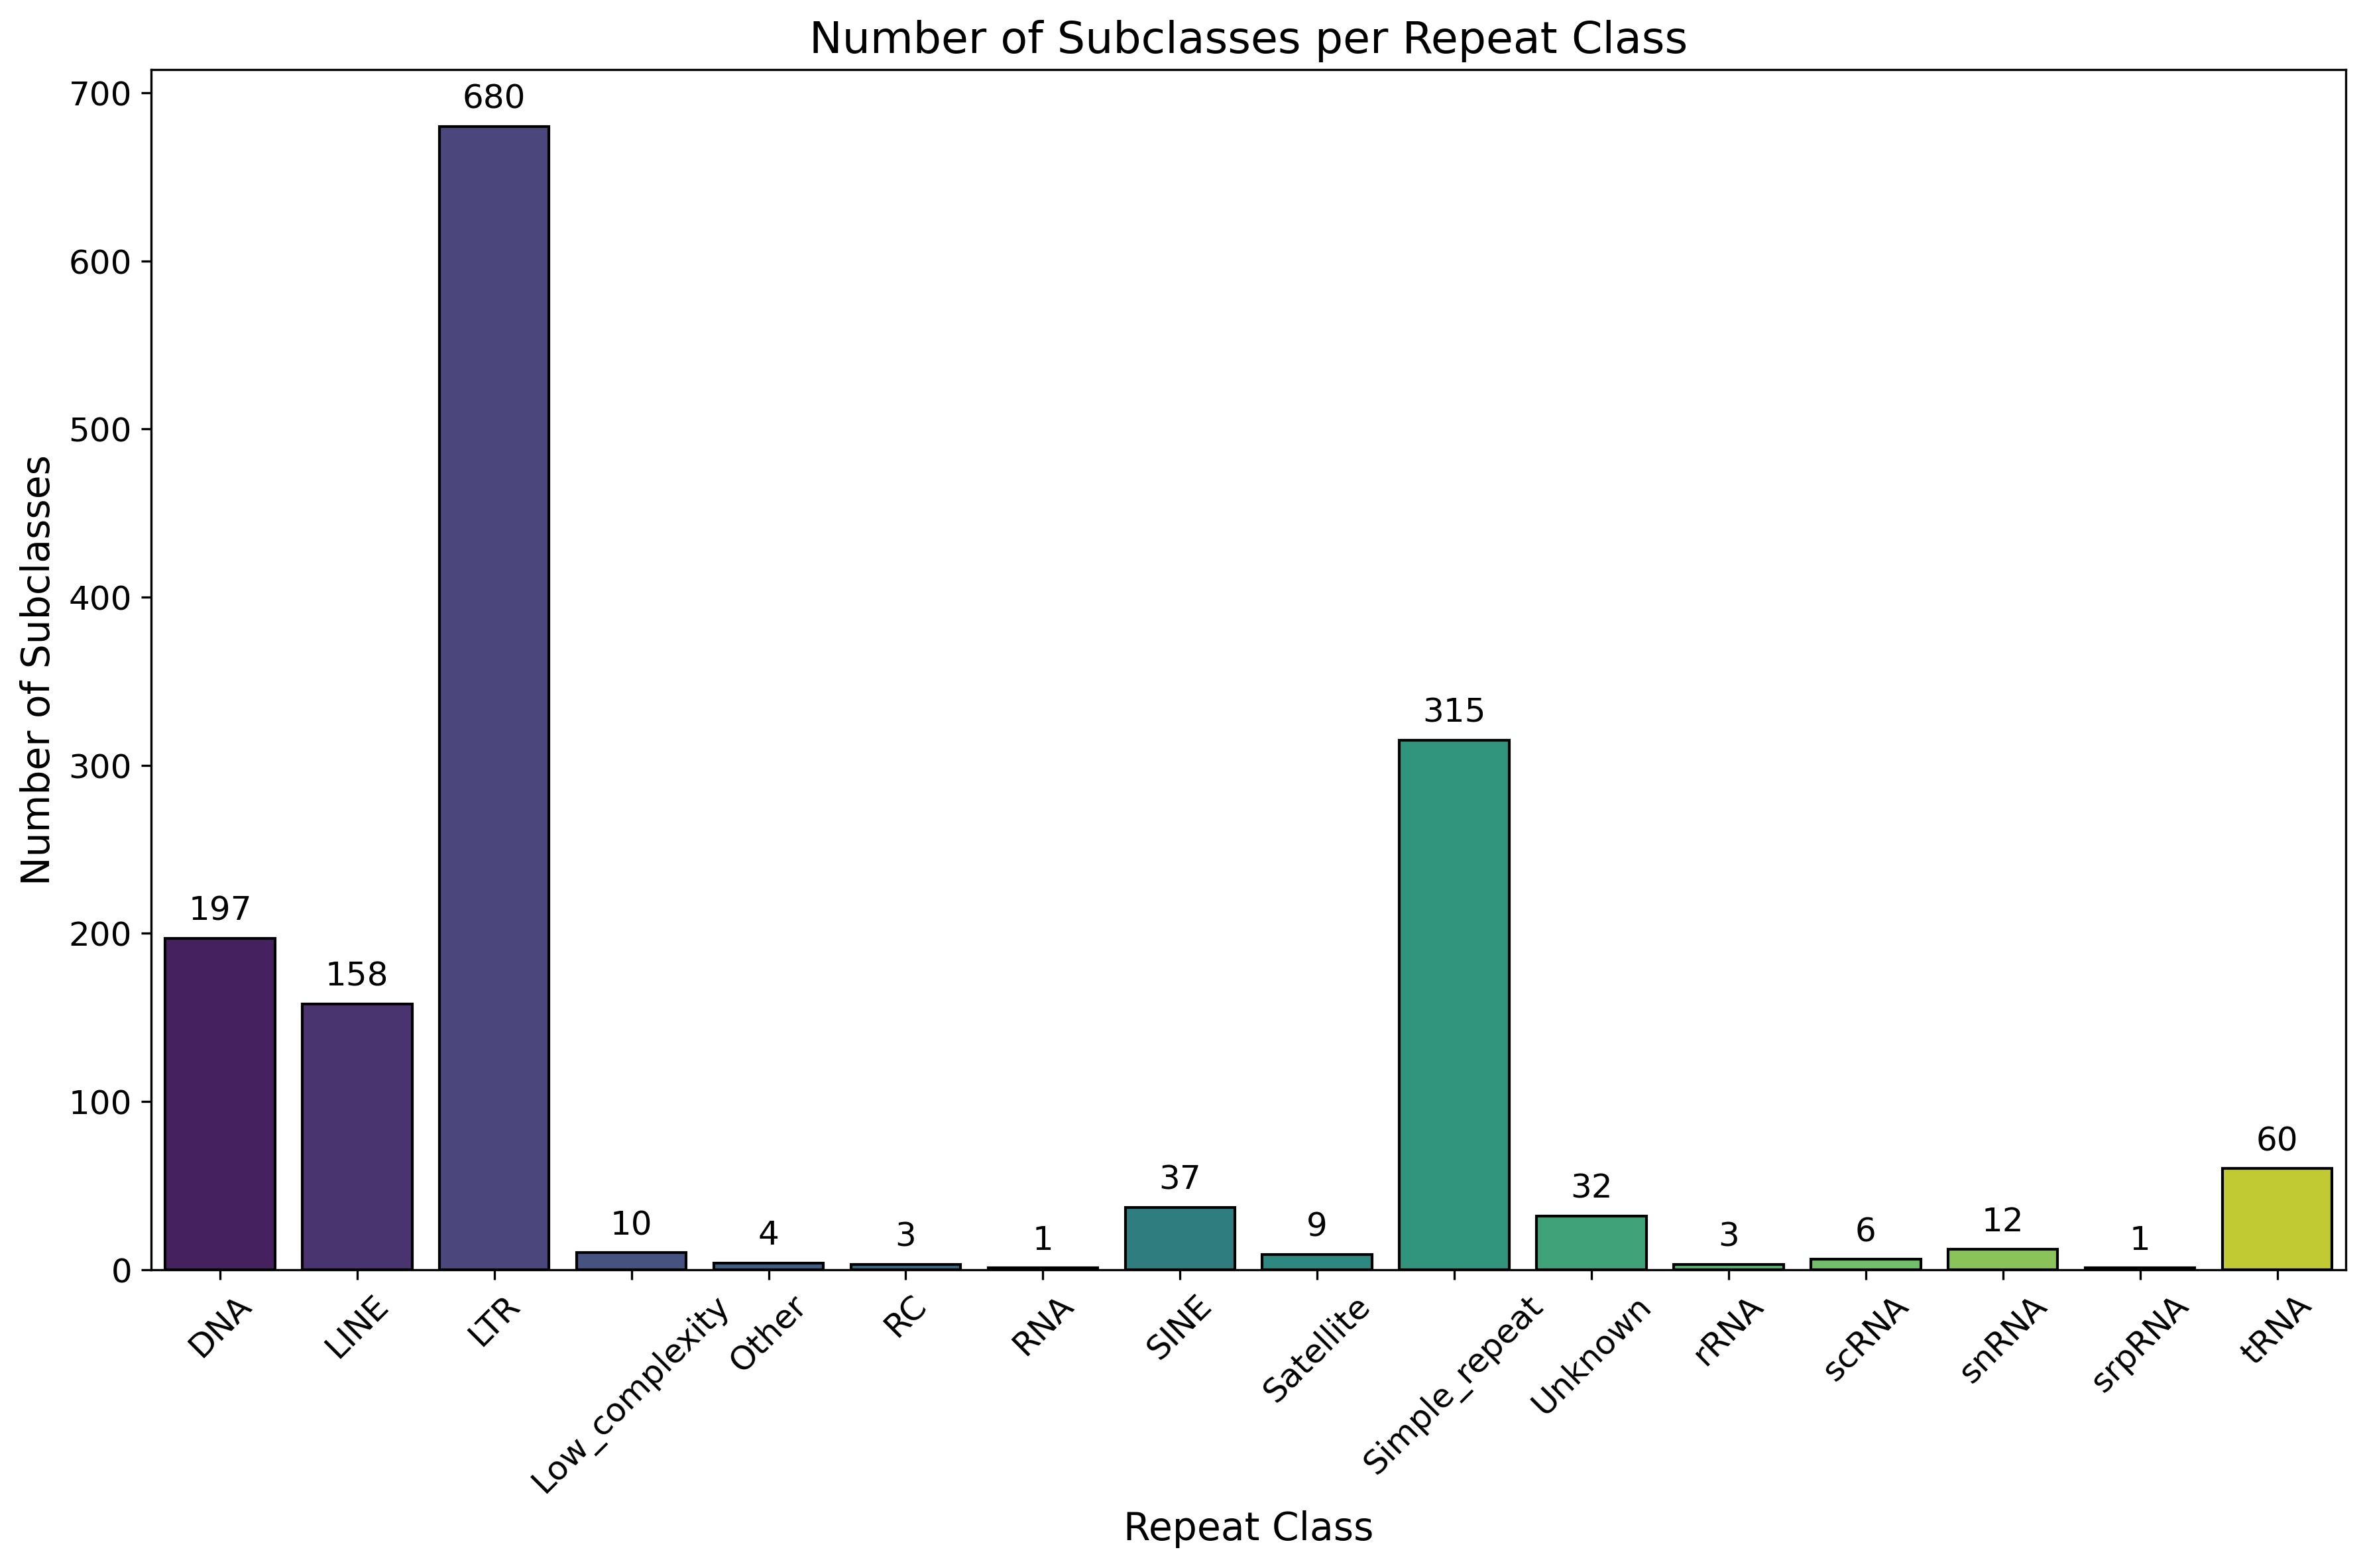 Number of Subclasses per Repeat Class
Number of Subclasses
700
600
500
400
300
200
100
0
197
158
680
10
4
3
1
37
9
315
32
3
6
12
1
60
DNA
LINE
LTR
Low_complexity
Other
RC
RNA
SINE
Satellite
Simple_repeat
Unknown
rRNA
scRNA
snRNA
srpRNA
tRNA
Repeat Class